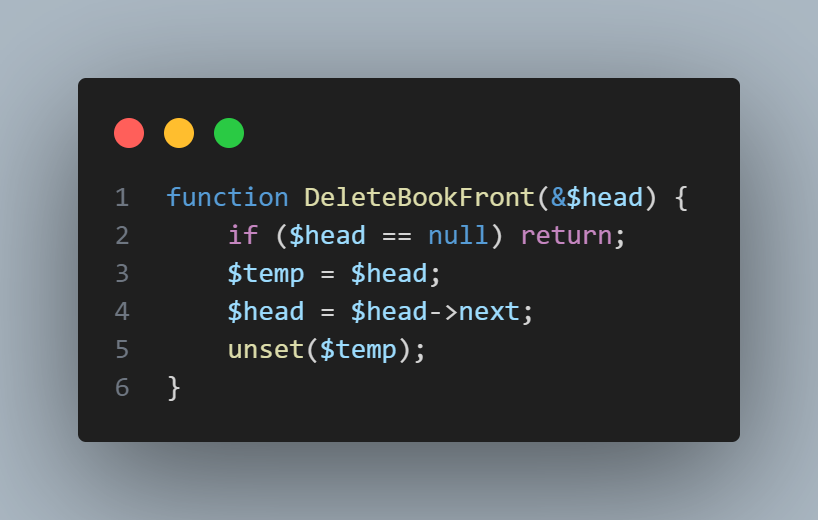 1 function DeleteBookFront(&$head) {
2     if ($head == null) return;
3     $temp = $head;
4     $head = $head->next;
5     unset($temp);
6 }